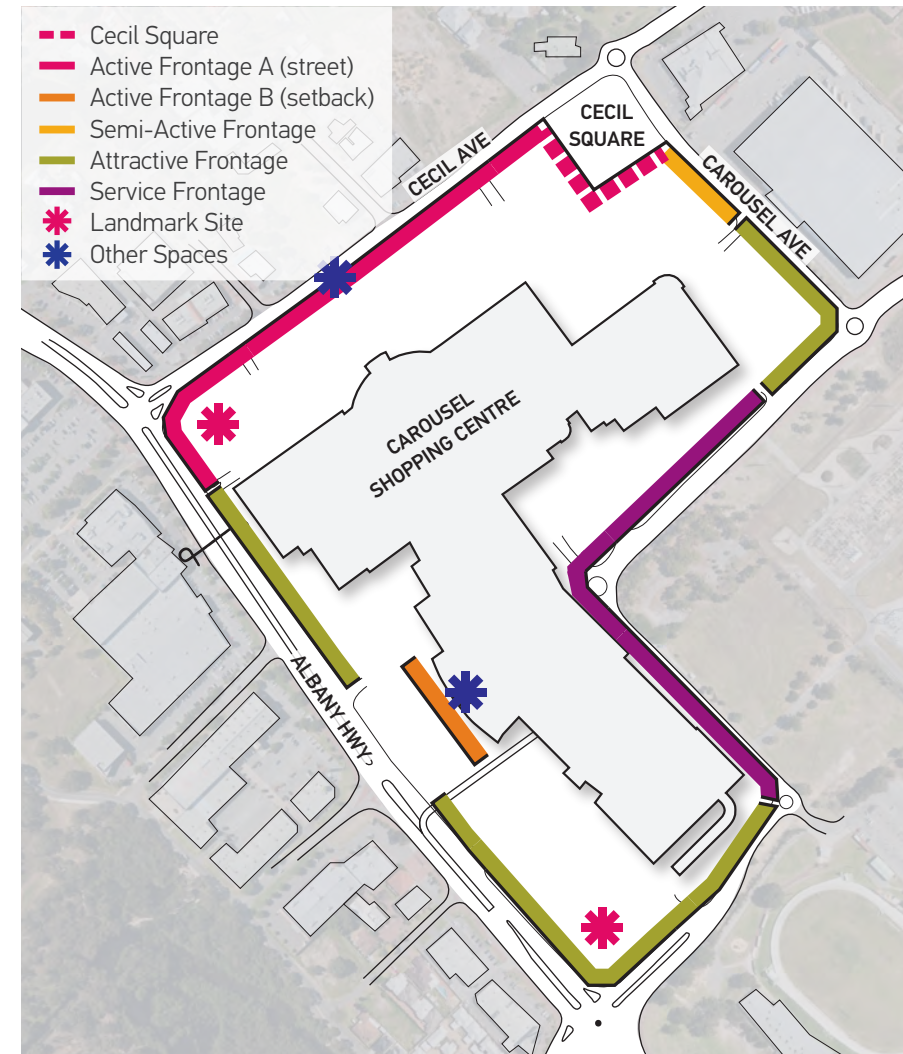 Cecil Square
Active Frontage A (street)
Active Frontage B (setback)
Semi-Active Frontage
Attractive Frontage
Service Frontage
Landmark Site
Other Spaces
CECIL
SQUARE
CECIL AVE
CAROUSEL AVE
CAROUSEL
SHOPPING CENTRE
ALBANY HWY